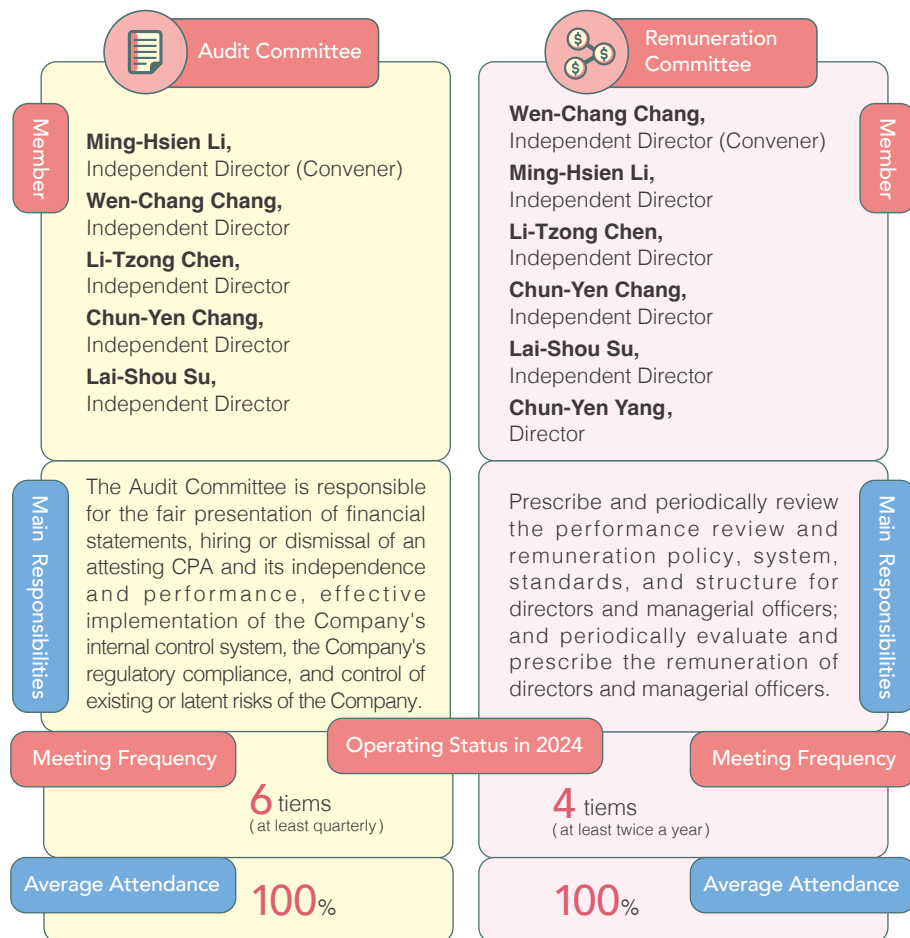 Audit Committee
Member
Ming-Hsien Li,
Independent Director (Convener)
Wen-Chang Chang,
Independent Director
Li-Tzong Chen,
Independent Director
Chun-Yen Chang,
Independent Director
Lai-Shou Su,
Independent Director
Main Responsibilities
The Audit Committee is responsible
for the fair presentation of financial
statements, hiring or dismissal of an
attesting CPA and its independence
and performance, effective
implementation of the Company's
internal control system, the Company's
regulatory compliance, and control of
existing or latent risks of the Company.
Remuneration
Committee
Member
Wen-Chang Chang,
Independent Director (Convener)
Ming-Hsien Li,
Independent Director
Li-Tzong Chen,
Independent Director
Chun-Yen Chang,
Independent Director
Lai-Shou Su,
Independent Director
Chun-Yen Yang,
Director
Main Responsibilities
Prescribe and periodically review
the performance review and
remuneration policy, system,
standards, and structure for
directors and managerial officers;
and periodically evaluate and
prescribe the remuneration of
directors and managerial officers.
Operating Status in 2024
Meeting Frequency
6 tiems
(at least quarterly)
Meeting Frequency
4 tiems
(at least twice a year)
Average Attendance
100%
Average Attendance
100%